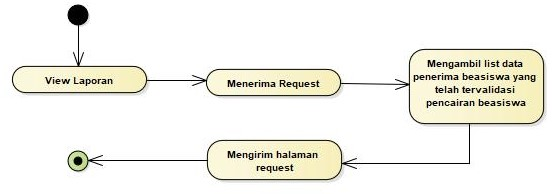 View Laporan
Menerima Request
Mengambil list data
penerima beasiswa yang
telah tervalidasi
pencairan beasiswa
Mengirim halaman
request